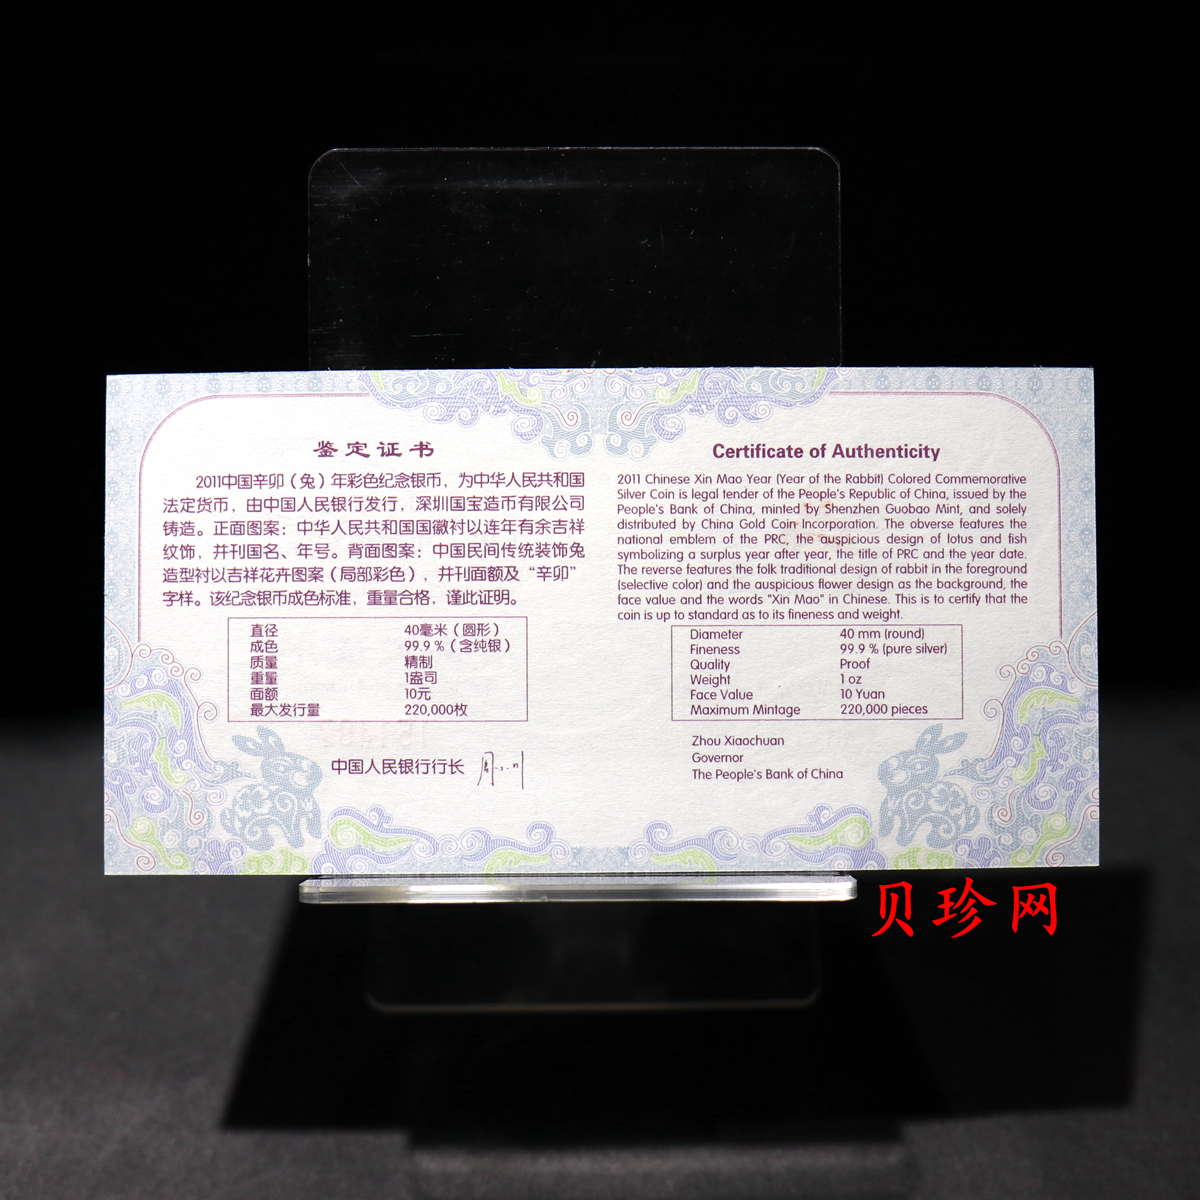 鉴定证书
2011中国辛卯（兔）年彩色纪念银币，为中华人民共和国
法定货币，由中国人民银行发行，深圳国宝造币有限公司
铸造。正面图案：中华人民共和国国徽衬以连年有余吉祥
纹饰，并刊国名、年号。背面图案：中国民间传统装饰兔
造型衬以吉祥花卉图案（局部彩色），并刊面额及“辛卯”
字样。该纪念银币成色标准，重量合格，谨此证明。
直径 40毫米（圆形）
成色 99.9％（含纯银）
质量 精制
重量 1盎司
面额 10元
最大发行量 220,000枚
中国人民银行行长
Certificate of Authenticity
2011 Chinese Xin Mao Year (Year of the Rabbit) Colored Commemorative
Silver Coin is legal tender of the People's Republic of China, issued by the
People's Bank of China, minted by Shenzhen Guobao Mint, and solely
distributed by China Gold Coin Incorporation. The obverse features the
national emblem of the PRC, the auspicious design of lotus and fish
symbolizing a surplus year after year, the title of PRC and the year date.
The reverse features the folk traditional design of rabbit in the foreground
(selective color) and the auspicious flower design as the background, the
face value and the words "Xin Mao" in Chinese. This is to certify that the
coin is up to standard as to its fineness and weight.
Diameter 40 mm (round)
Fineness 99.9 % (pure silver)
Quality Proof
Weight 1 oz
Face Value 10 Yuan
Maximum Mintage 220,000 pieces
Zhou Xiaochuan
Governor
The People's Bank of China
贝珍网